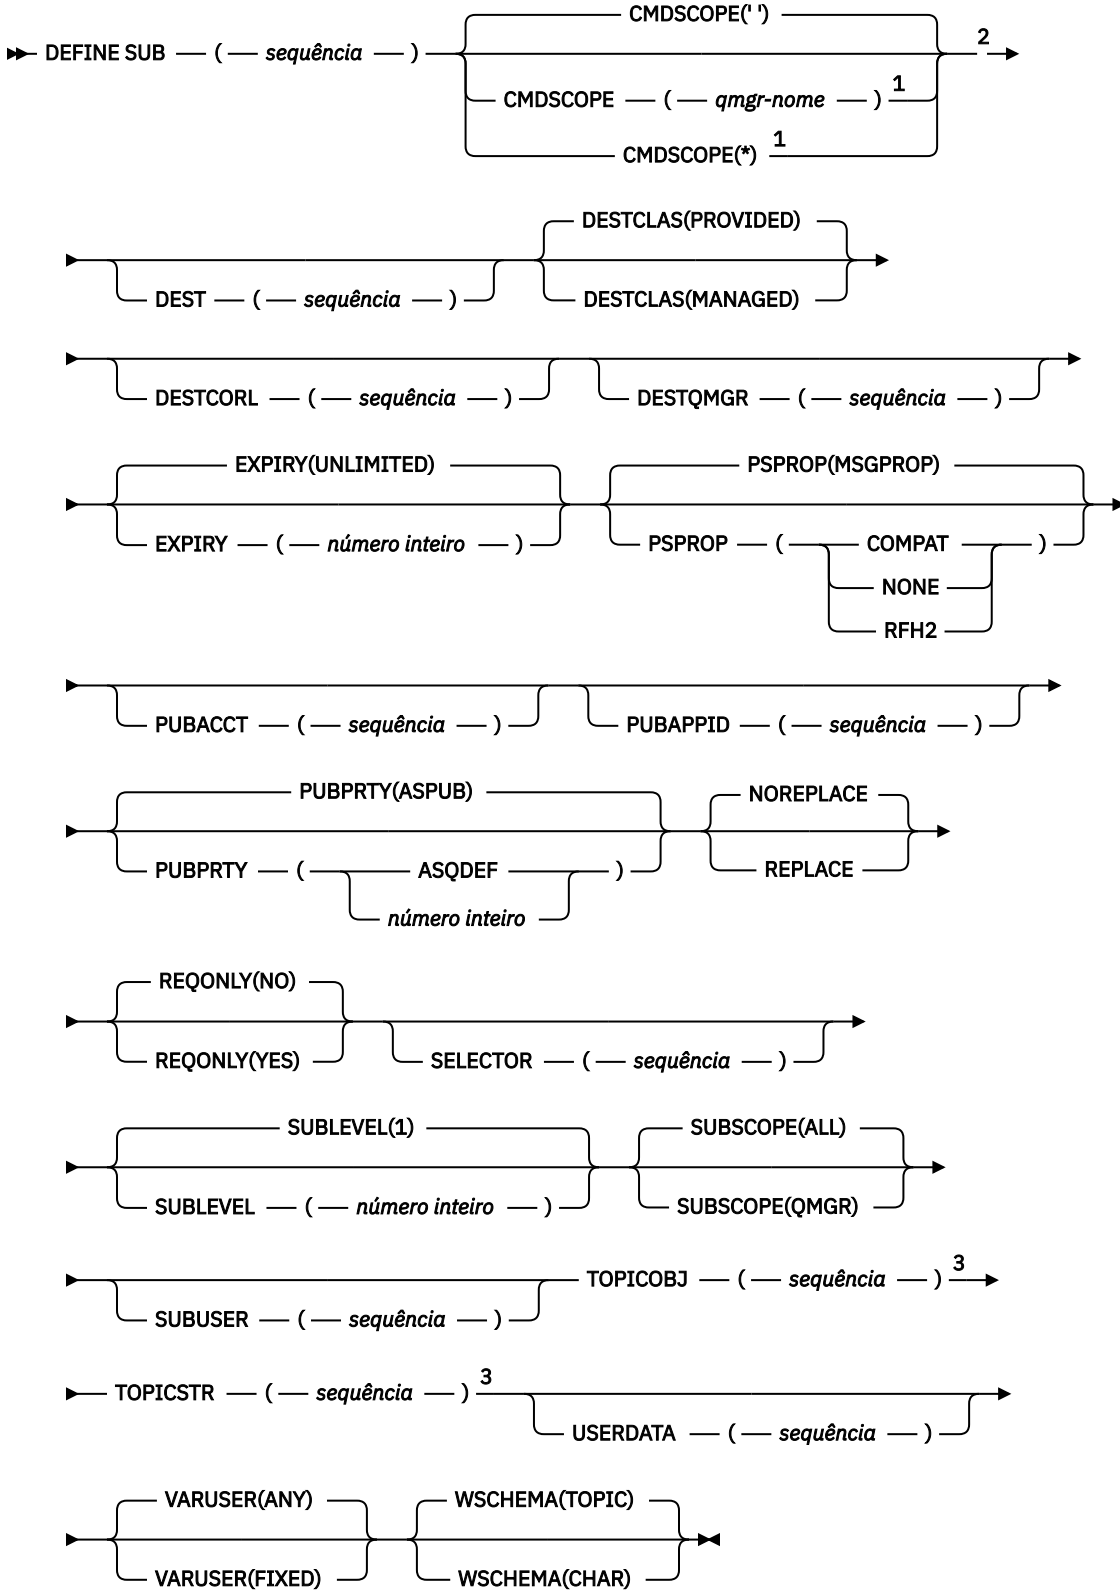 CMDSCOPE(' ')
DEFINE SUB ( sequência ) 2
CMDSCOPE ( qmgr-nome ) 1
CMDSCOPE(*) 1
DESTCLAS(PROVIDED)
DEST ( sequência ) DESTCLAS(MANAGED)
DESTCORL ( sequência ) DESTQMGR ( sequência )
EXPIRY(UNLIMITED) PSPROP(MSGPROP)
EXPIRY ( número inteiro ) PSPROP ( COMPAT )
NONE
RFH2
PUBACCT ( sequência ) PUBAPPID ( sequência )
PUBPRTY(ASPUB) NOREPLACE
PUBPRTY ( ASQDEF ) REPLACE
número inteiro
REQONLY(NO)
REQONLY(YES) SELECTOR ( sequência )
SUBLEVEL(1) SUBSCOPE(ALL)
SUBLEVEL ( número inteiro ) SUBSCOPE(QMGR)
TOPICOBJ ( sequência ) 3
SUBUSER ( sequência )
TOPICSTR ( sequência ) 3
USERDATA ( sequência )
VARUSER(ANY) WSCHEMA(TOPIC)
VARUSER(FIXED) WSCHEMA(CHAR)